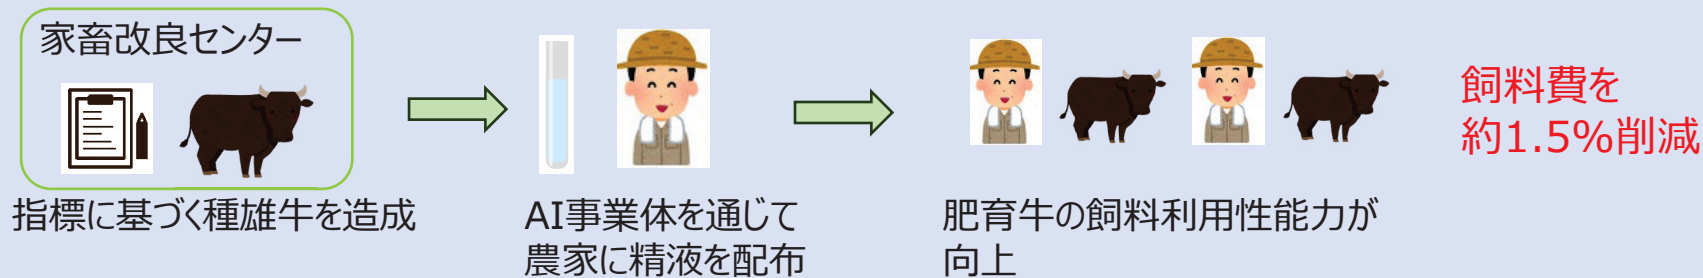 家畜改良センター
指標に基づく種雄牛を造成
AI事業体を通じて
農家に精液を配布
肥育牛の飼料利用性能力が
向上
飼料費を
約1.5%削減